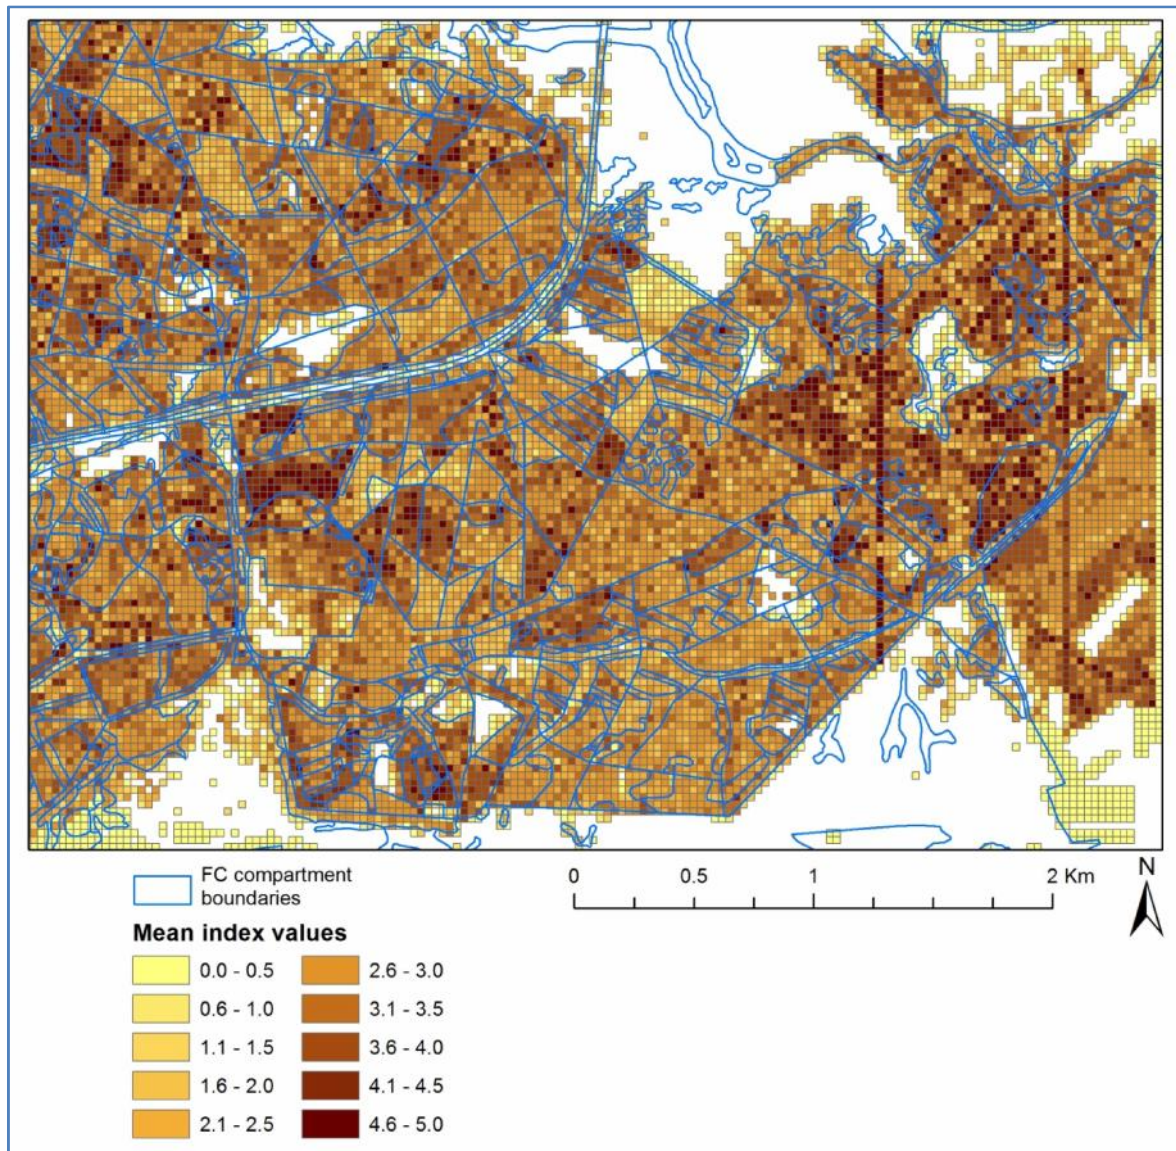 FC compartment
boundaries
0 0.5 1 2 Km
N
Mean index values
0.0 - 0.5
0.6 - 1.0
1.1 - 1.5
1.6 - 2.0
2.1 - 2.5
2.6 - 3.0
3.1 - 3.5
3.6 - 4.0
4.1 - 4.5
4.6 - 5.0